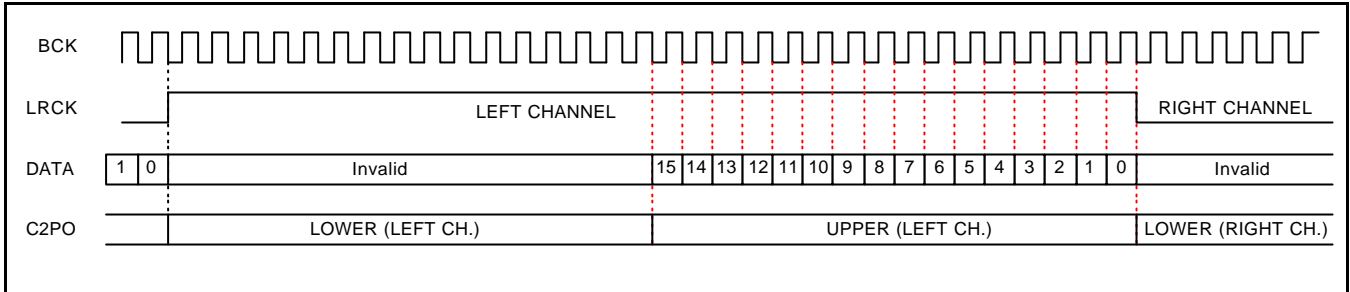 BCK
LRCK LEFT CHANNEL RIGHT CHANNEL
DATA 1 0 Invalid 15 14 13 12 11 10 9 8 7 6 5 4 3 2 1 0 Invalid
C2PO LOWER (LEFT CH.) UPPER (LEFT CH.) LOWER (RIGHT CH.)